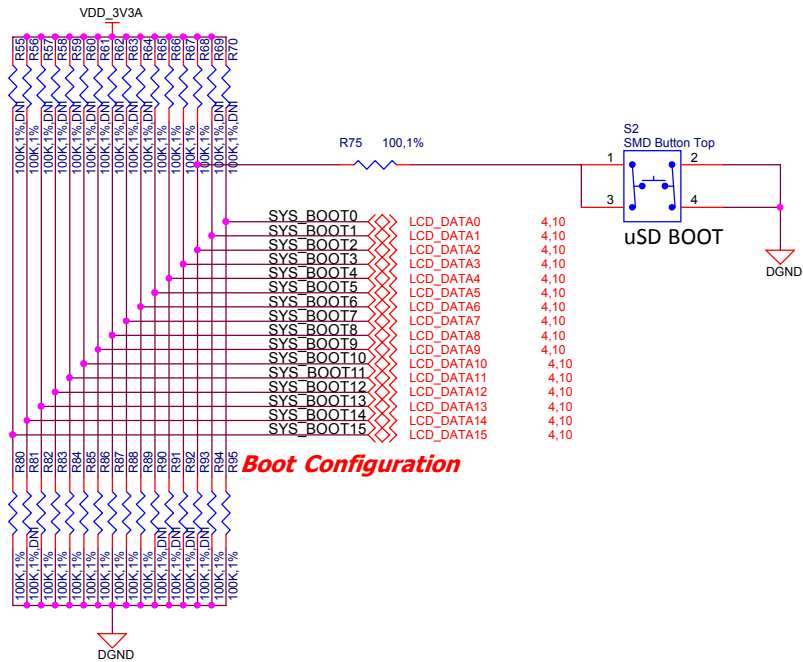 VDD_3V3A
R55
R56
R57
R58
R59
R60
R61
R62
R63
R64
R65
R66
R67
R68
R69
R70
100K,1%,DNI
100K,1%
100K,1%,DNI
100K,1%,DNI
100K,1%,DNI
100K,1%,DNI
100K,1%,DNI
100K,1%,DNI
100K,1%,DNI
100K,1%,DNI
100K,1%
100K,1%
100K,1%
100K,1%
100K,1%,DNI
100K,1%,DNI
R75 100,1%
S2
SMD Button Top
1 2
3 4
uSD BOOT
DGND
SYS_BOOT0 LCD_DATA0 4,10
SYS_BOOT1 LCD_DATA1 4,10
SYS_BOOT2 LCD_DATA2 4,10
SYS_BOOT3 LCD_DATA3 4,10
SYS_BOOT4 LCD_DATA4 4,10
SYS_BOOT5 LCD_DATA5 4,10
SYS_BOOT6 LCD_DATA6 4,10
SYS_BOOT7 LCD_DATA7 4,10
SYS_BOOT8 LCD_DATA8 4,10
SYS_BOOT9 LCD_DATA9 4,10
SYS_BOOT10 LCD_DATA10 4,10
SYS_BOOT11 LCD_DATA11 4,10
SYS_BOOT12 LCD_DATA12 4,10
SYS_BOOT13 LCD_DATA13 4,10
SYS_BOOT14 LCD_DATA14 4,10
SYS_BOOT15 LCD_DATA15 4,10
Boot Configuration
R80
R81
R82
R83
R84
R85
R86
R87
R88
R89
R90
R91
R92
R93
R94
R95
100K,1%
100K,1%,DNI
100K,1%
100K,1%
100K,1%
100K,1%
100K,1%
100K,1%
100K,1%
100K,1%
100K,1%,DNI
100K,1%,DNI
100K,1%,DNI
100K,1%,DNI
100K,1%
100K,1%
DGND